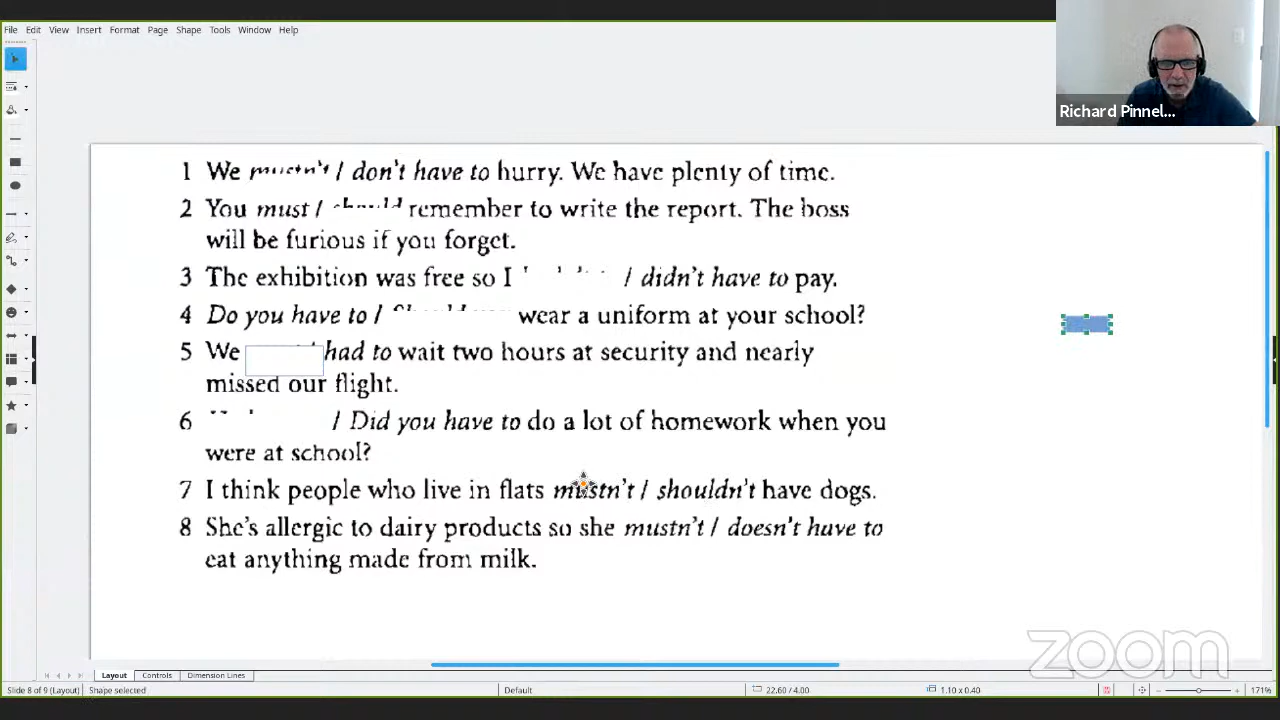 File Edit View Insert Format Page Shape Tools Window Help
Richard Pinnel...
1 We mustn't / don't have to hurry. We have plenty of time.
2 You must / should remember to write the report. The boss
will be furious if you forget.
3 The exhibition was free so I / didn't have to pay.
4 Do you have to / Should you wear a uniform at your school?
5 We / had to wait two hours at security and nearly
missed our flight.
6 / Did you have to do a lot of homework when you
were at school?
7 I think people who live in flats mustn't / shouldn't have dogs.
8 She's allergic to dairy products so she mustn't / doesn't have to
eat anything made from milk.
zoom
Layout Controls Dimension Lines
Slide 8 of 9 (Layout) Shape selected Default 22.60 / 4.00 1.10 x 0.40 171%